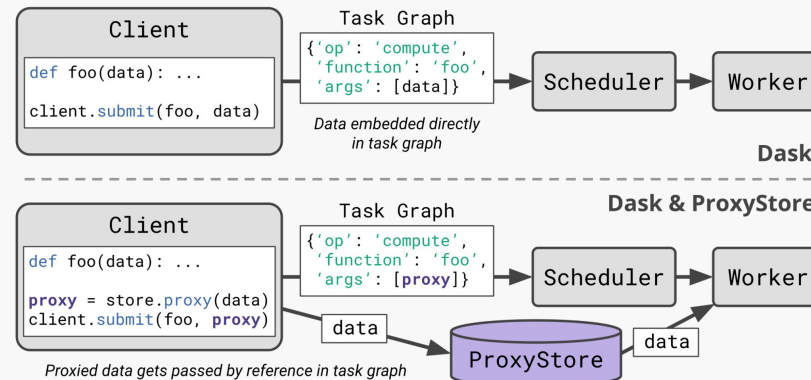 Client
def foo(data): ...
client.submit(foo, data)
Task Graph
{‘op’: ‘compute’,
‘function’: ‘foo’,
‘args’: [data]}
Data embedded directly
in task graph
Scheduler
Worker
Dask
Dask & ProxyStore
Client
def foo(data): ...
proxy = store.proxy(data)
client.submit(foo, proxy)
Task Graph
{‘op’: ‘compute’,
‘function’: ‘foo’,
‘args’: [proxy]}
Scheduler
Worker
data
ProxyStore
data
Proxied data gets passed by reference in task graph